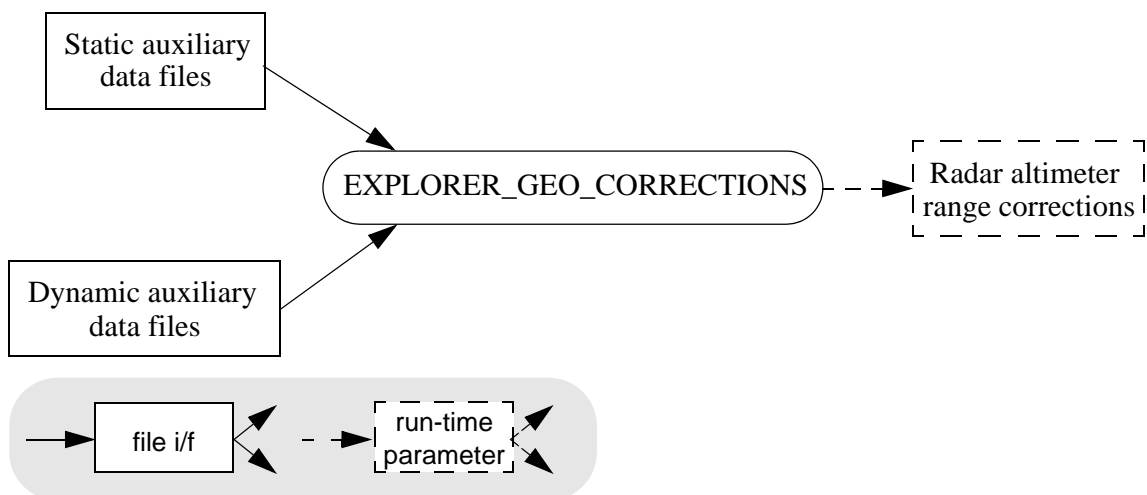 Static auxiliary
data files
EXPLORER_GEO_CORRECTIONS
Radar altimeter
range corrections
Dynamic auxiliary
data files
file i/f
run-time
parameter